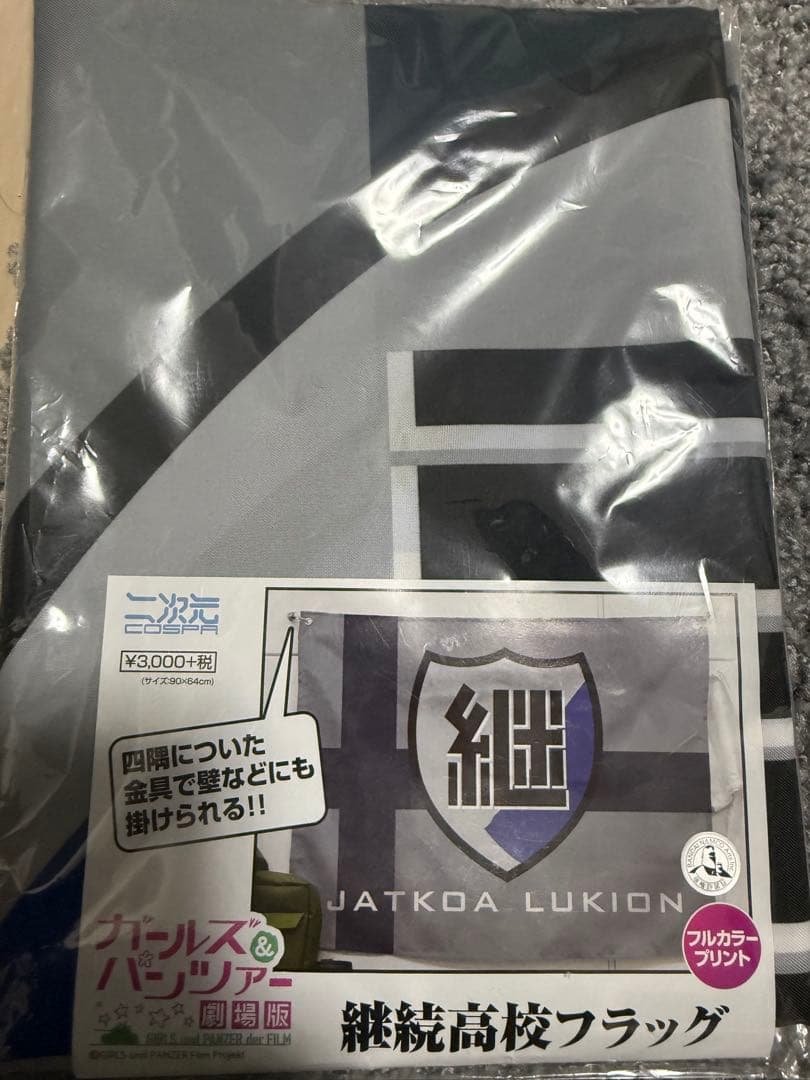 二次元
COSPA
¥3,000+税
(サイズ:90×64cm)
四隅についた
金具で壁などにも
掛けられる!!
継
JATKOA LUKION
フルカラー
プリント
ガールズ&
パンツァー
劇場版
GIRLS und PANZER der FILM
©GIRLS und PANZER Film Projekt
継続高校フラッグ